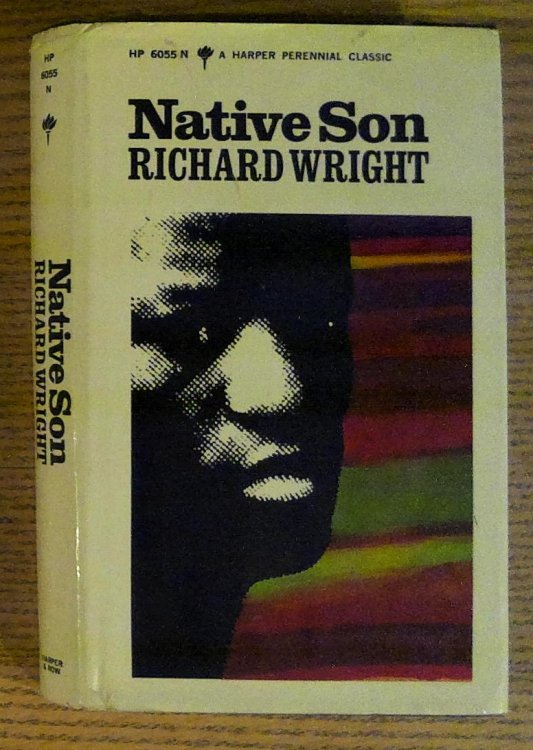 HP 6055 N A HARPER PERENNIAL CLASSIC
Native Son
RICHARD WRIGHT
HP
6055
N
Native Son
RICHARD WRIGHT
HARPER
& ROW